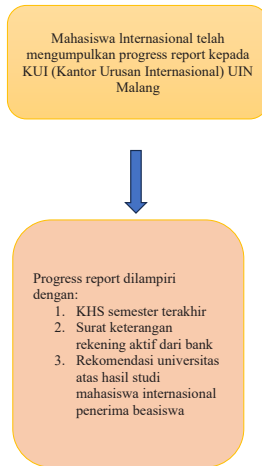 Mahasiswa Internasional telah
mengumpulkan progress report kepada
KUI (Kantor Urusan Internasional) UIN
Malang
Progress report dilampiri
dengan:
1. KHS semester terakhir
2. Surat keterangan
rekening aktif dari bank
3. Rekomendasi universitas
atas hasil studi
mahasiswa internasional
penerima beasiswa